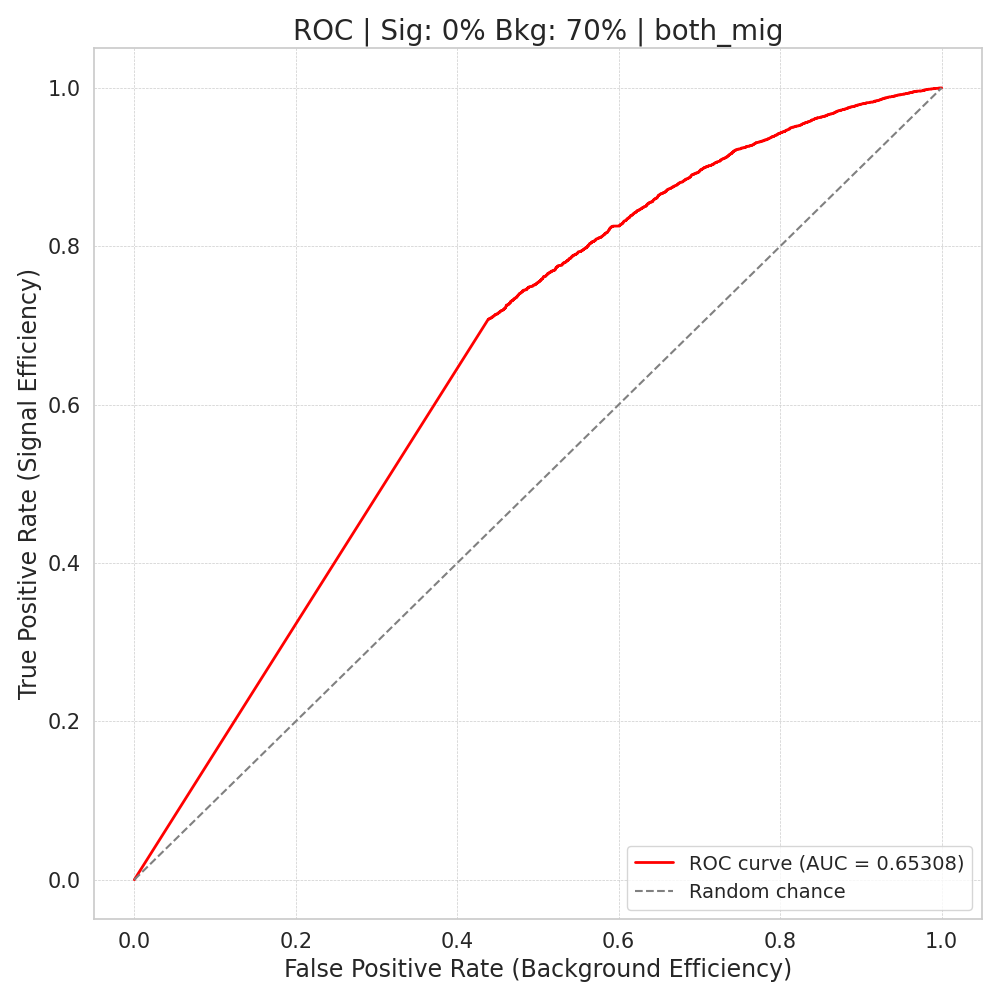 ROC | Sig: 0% Bkg: 70% | both_mig
True Positive Rate (Signal Efficiency)
1.0
0.8
0.6
0.4
0.2
0.0
ROC curve (AUC = 0.65308)
Random chance
0.0 0.2 0.4 0.6 0.8 1.0
False Positive Rate (Background Efficiency)